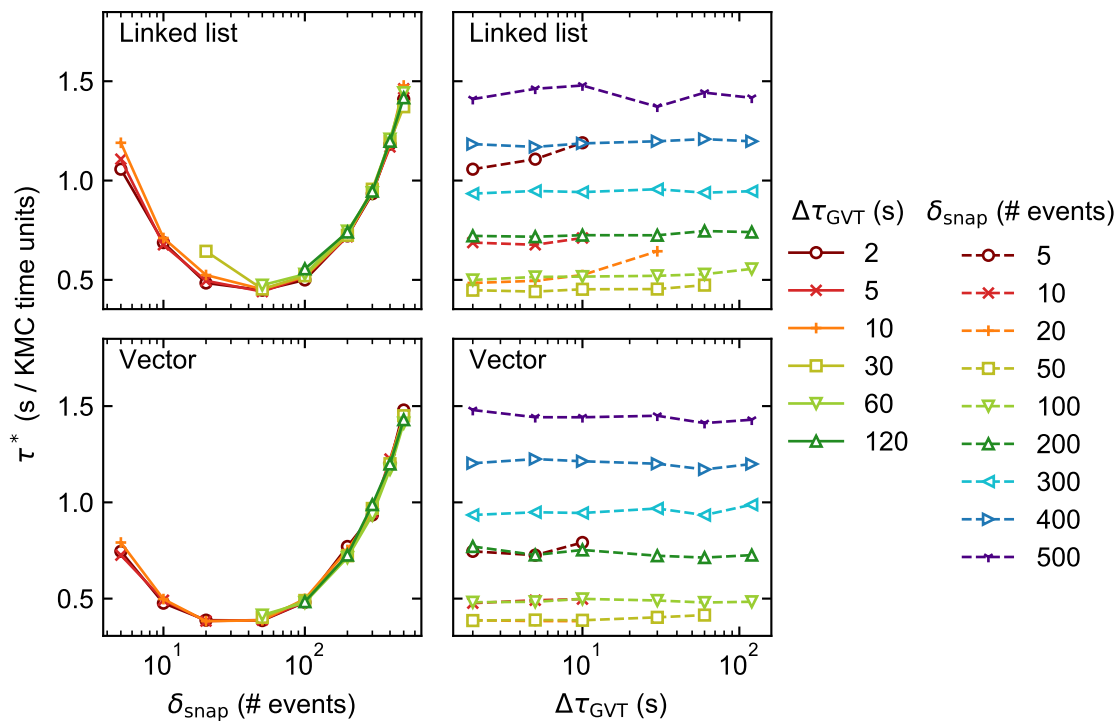 Linked list
Linked list
1.5
1.0
0.5
τ* (s / KMC time units)
Vector
Vector
1.5
1.0
0.5
10¹ 10² 10¹ 10²
δsnap (# events)
ΔτGVT (s)
ΔτGVT (s)
2
5
10
30
60
120
δsnap (# events)
5
10
20
50
100
200
300
400
500